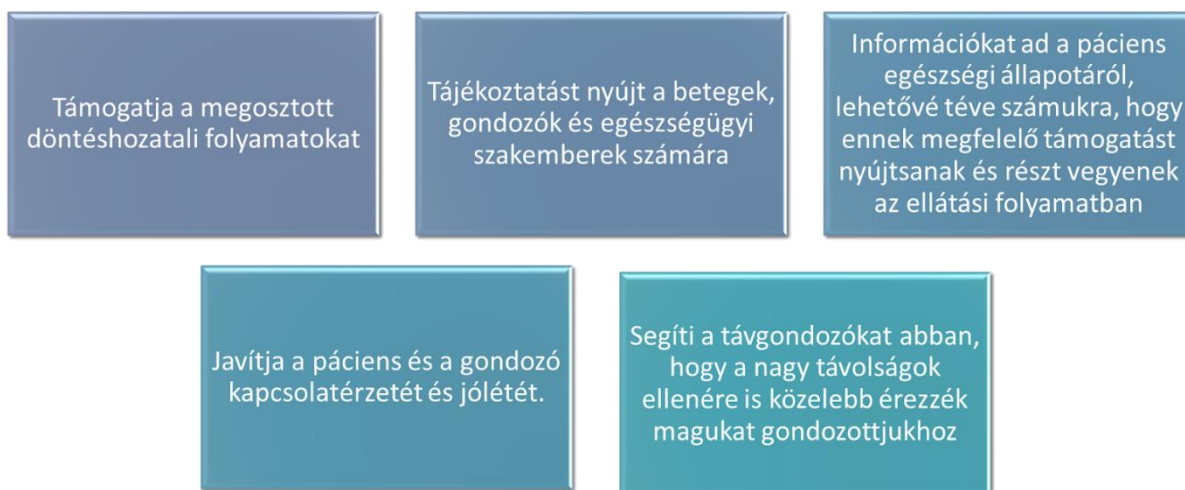 Támogatja a megosztott
döntéshozatali folyamatokat
Tájékoztatást nyújt a betegek,
gondozók és egészségügyi
szakemberek számára
Információkat ad a páciens
egészségi állapotáról,
lehetővé téve számukra, hogy
ennek megfelelő támogatást
nyújtsanak és részt vegyenek
az ellátási folyamatban
Javítja a páciens és a gondozó
kapcsolatérzetét és jólétét.
Segíti a távgondozókat abban,
hogy a nagy távolságok
ellenére is közelebb érezzék
magukat gondozottjukhoz